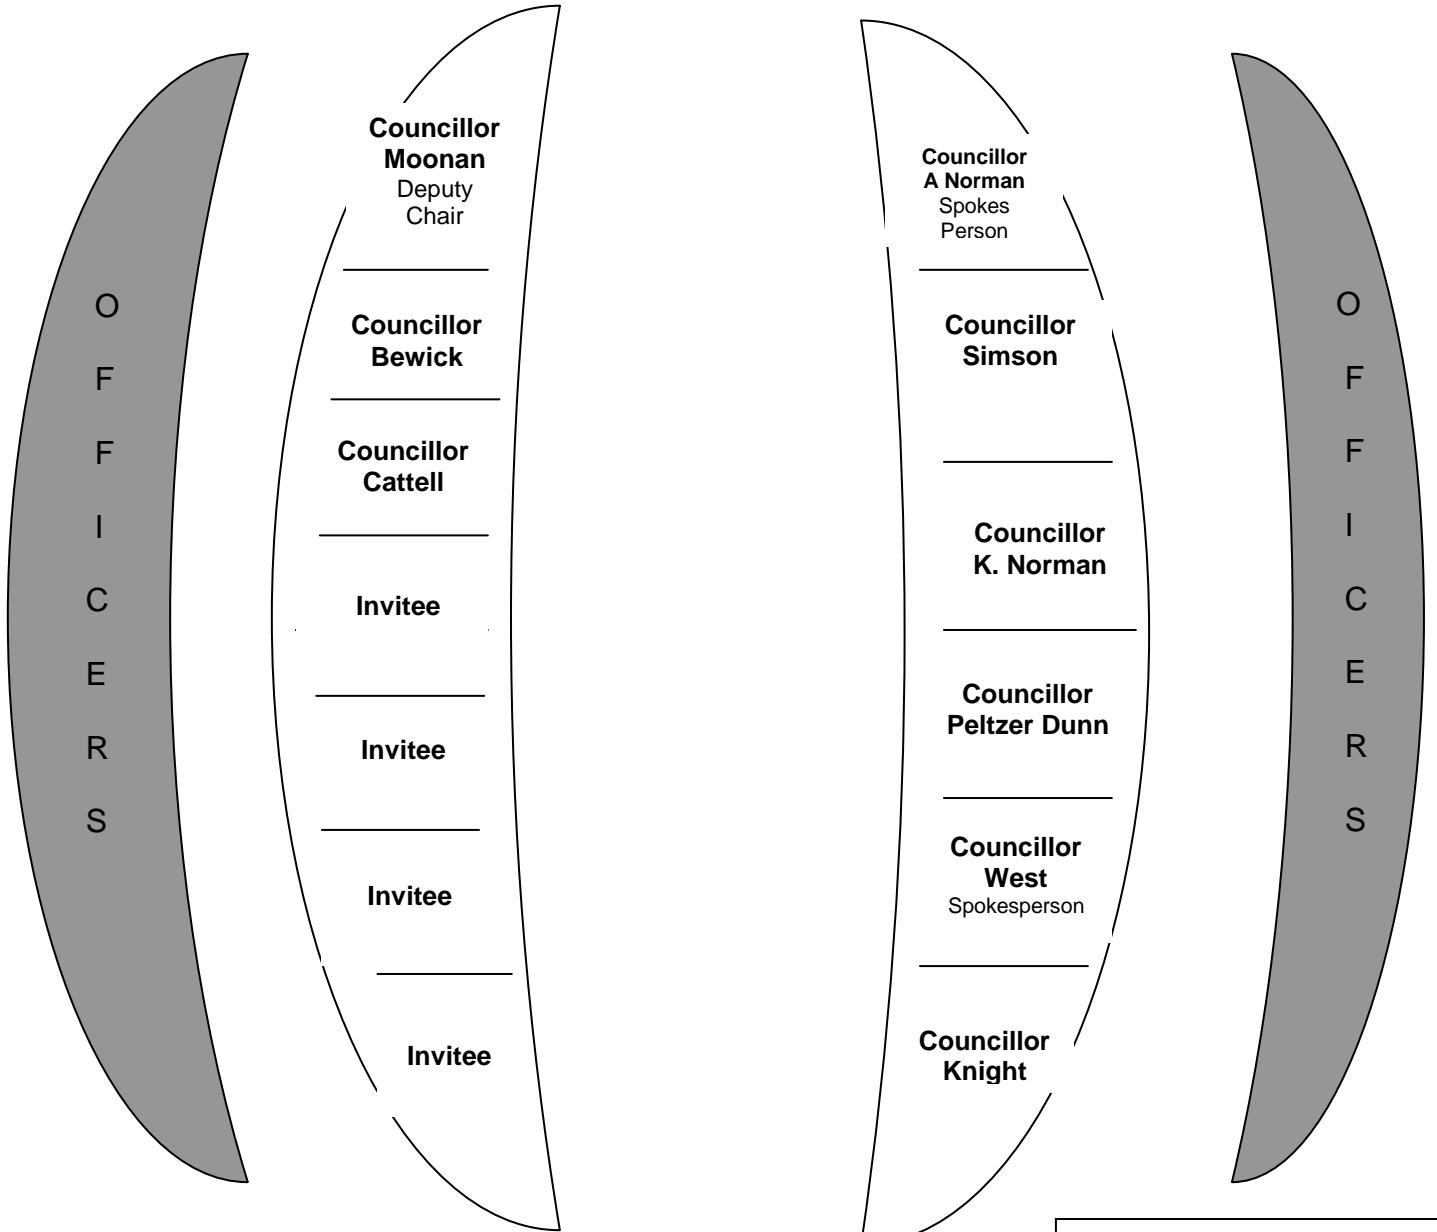 O
F
F
I
C
E
R
S
Councillor
Moonan
Deputy
Chair
Councillor
Bewick
Councillor
Cattell
Invitee
Invitee
Invitee
Invitee
Councillor
A Norman
Spokes
Person
Councillor
Simson
Councillor
K. Norman
Councillor
Peltzer Dunn
Councillor
West
Spokesperson
Councillor
Knight
O
F
F
I
C
E
R
S